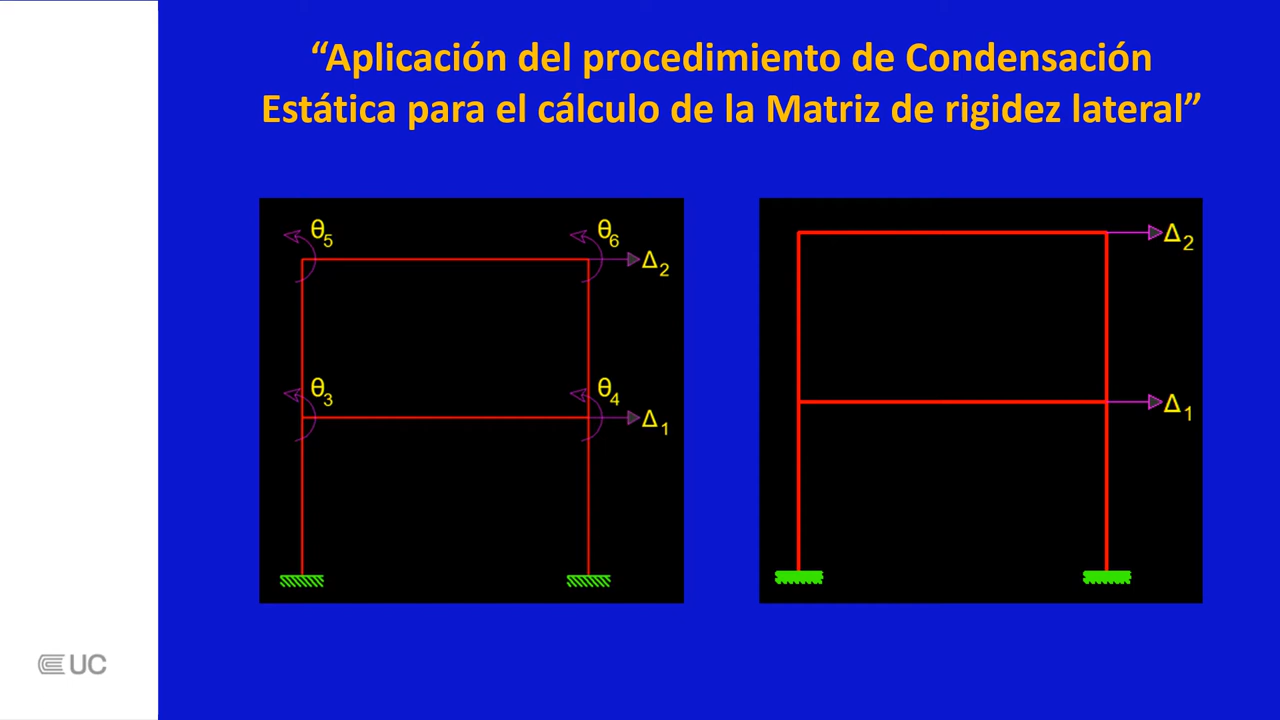 “Aplicación del procedimiento de Condensación
Estática para el cálculo de la Matriz de rigidez lateral”
θ5 θ6
Δ2
θ3 θ4
Δ1
Δ2
Δ1
UC